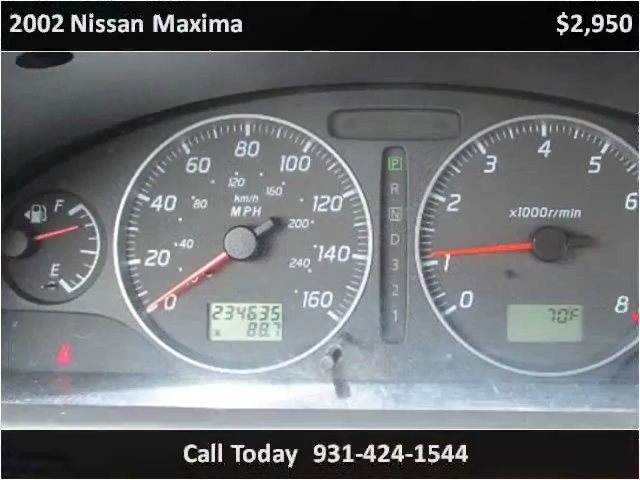 2002 Nissan Maxima $2,950
F
E
0 20 40 60 80 100 120 140 160
40 80 120 160 200 240
km/h
MPH
234635
x 88.7
P
R
N
D
3
2
1
0 1 2 3 4 5 6 8
x1000r/min
70°F
Call Today 931-424-1544